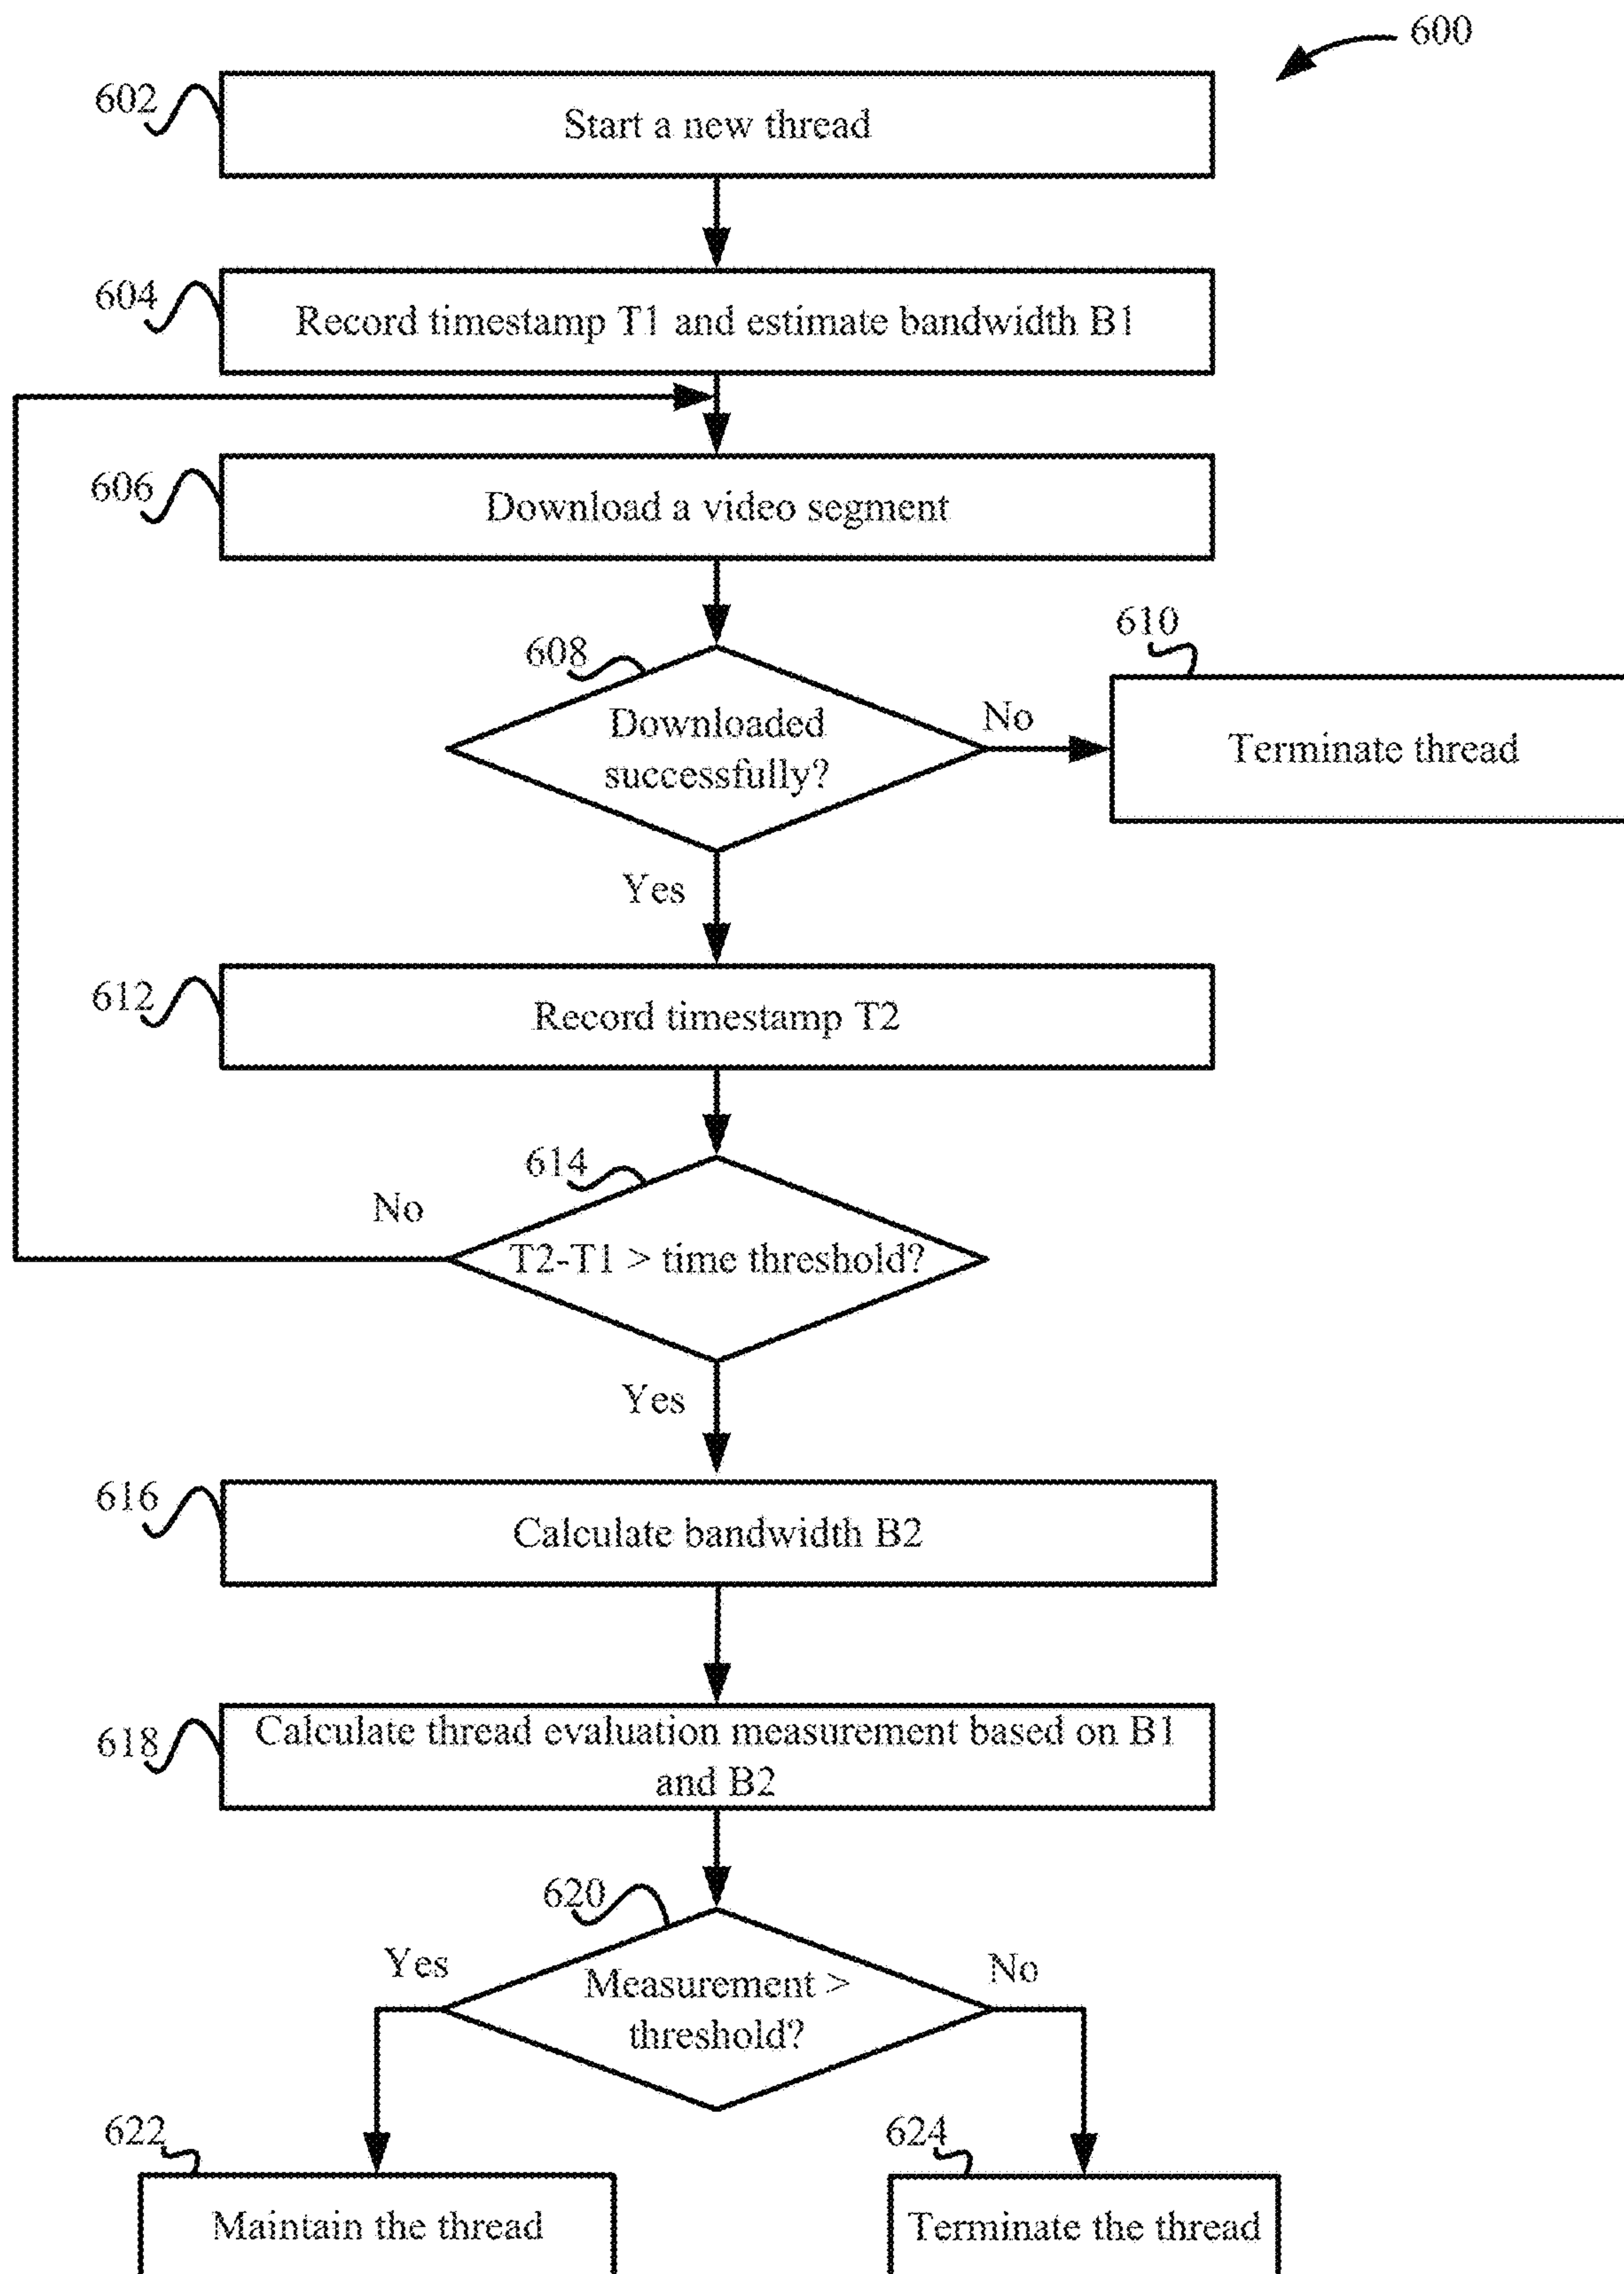 600
602
Start a new thread
604
Record timestamp T1 and estimate bandwidth B1
606
Download a video segment
608
Downloaded
successfully?
No
610
Terminate thread
Yes
612
Record timestamp T2
614
No
T2-T1 > time threshold?
Yes
616
Calculate bandwidth B2
618
Calculate thread evaluation measurement based on B1
and B2
620
Yes
Measurement >
threshold?
No
622
Maintain the thread
624
Terminate the thread